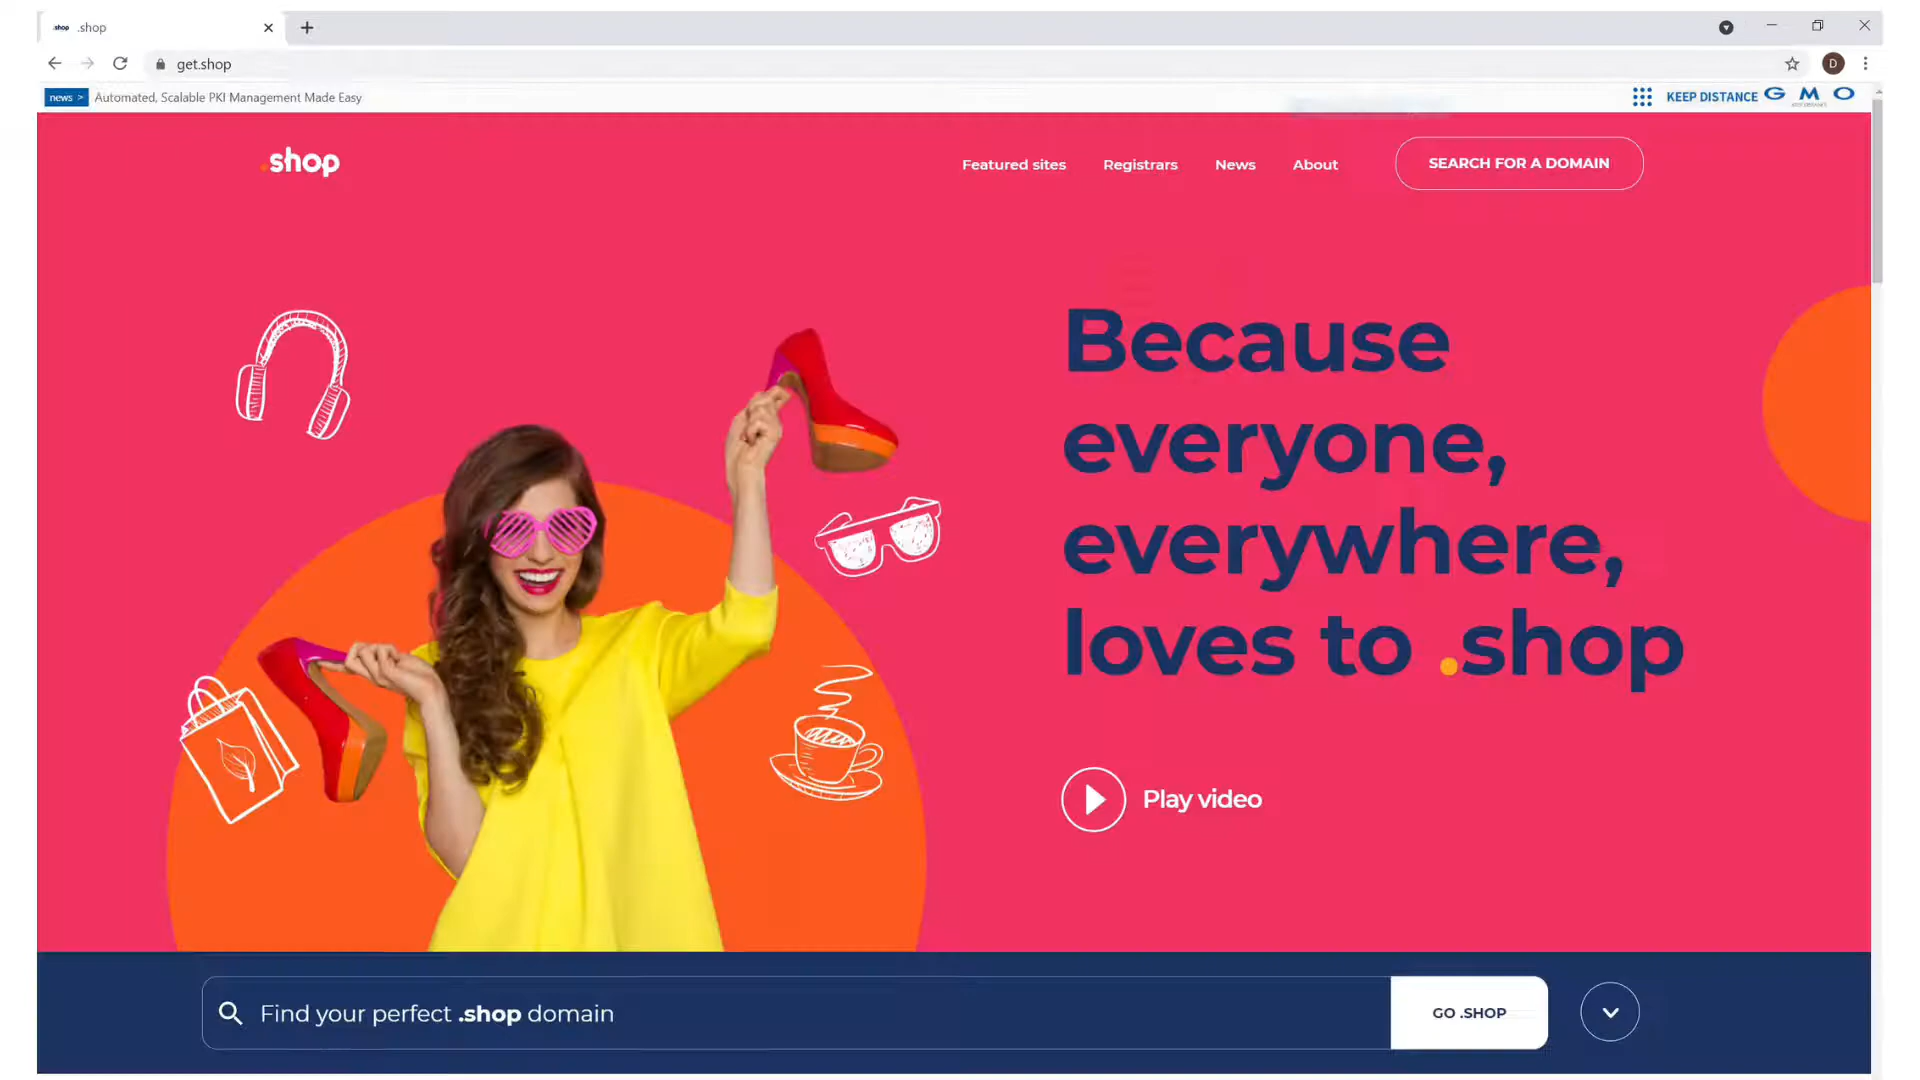 .shop .shop
get.shop
D
news > Automated, Scalable PKI Management Made Easy
KEEP DISTANCE G M O
.shop
Featured sites Registrars News About SEARCH FOR A DOMAIN
Because
everyone,
everywhere,
loves to .shop
Play video
Find your perfect .shop domain
GO .SHOP